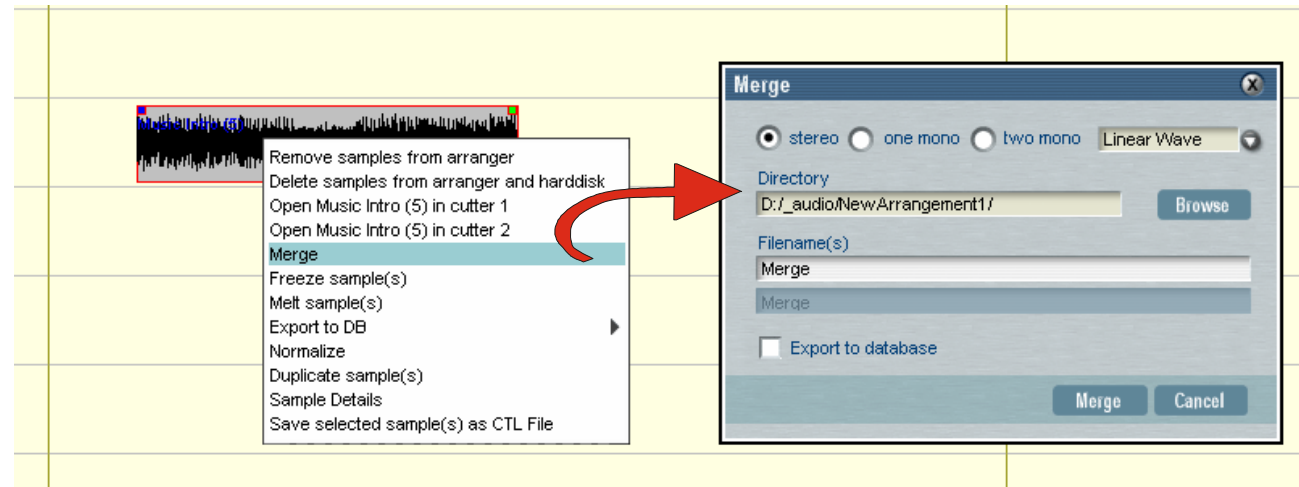 Music Intro (5)
Remove samples from arranger
Delete samples from arranger and harddisk
Open Music Intro (5) in cutter 1
Open Music Intro (5) in cutter 2
Merge
Freeze sample(s)
Melt sample(s)
Export to DB
Normalize
Duplicate sample(s)
Sample Details
Save selected sample(s) as CTL File
Merge
stereo one mono two mono Linear Wave
Directory
D:/_audio/NewArrangement1/ Browse
Filename(s)
Merge
Merge
Export to database
Merge Cancel